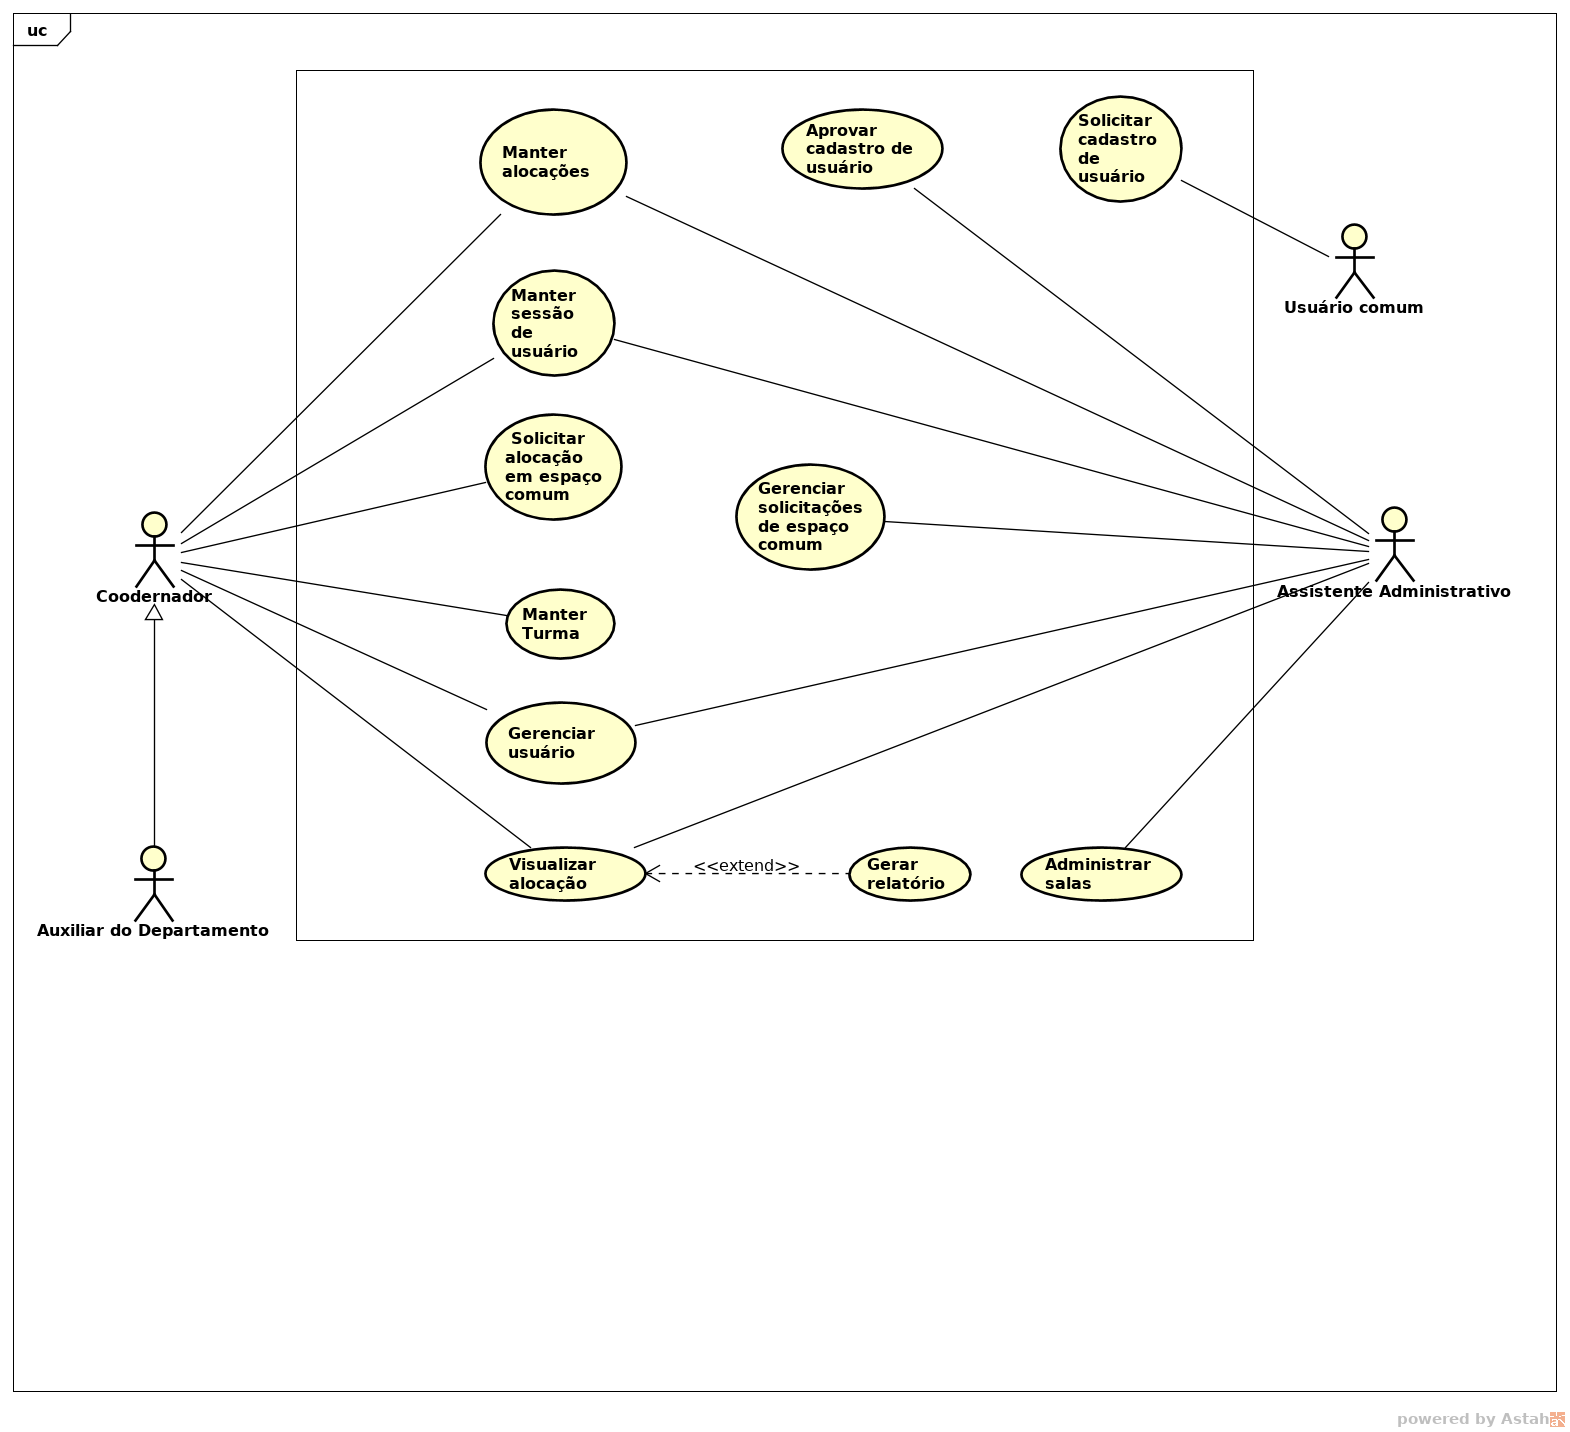 uc
Manter
alocações
Aprovar
cadastro de
usuário
Solicitar
cadastro
de
usuário
Usuário comum
Manter
sessão
de
usuário
Solicitar
alocação
em espaço
comum
Gerenciar
solicitações
de espaço
comum
Coodernador
Assistente Administrativo
Manter
Turma
Gerenciar
usuário
Visualizar
alocação
<<extend>>
Gerar
relatório
Administrar
salas
Auxiliar do Departamento
powered by Astah